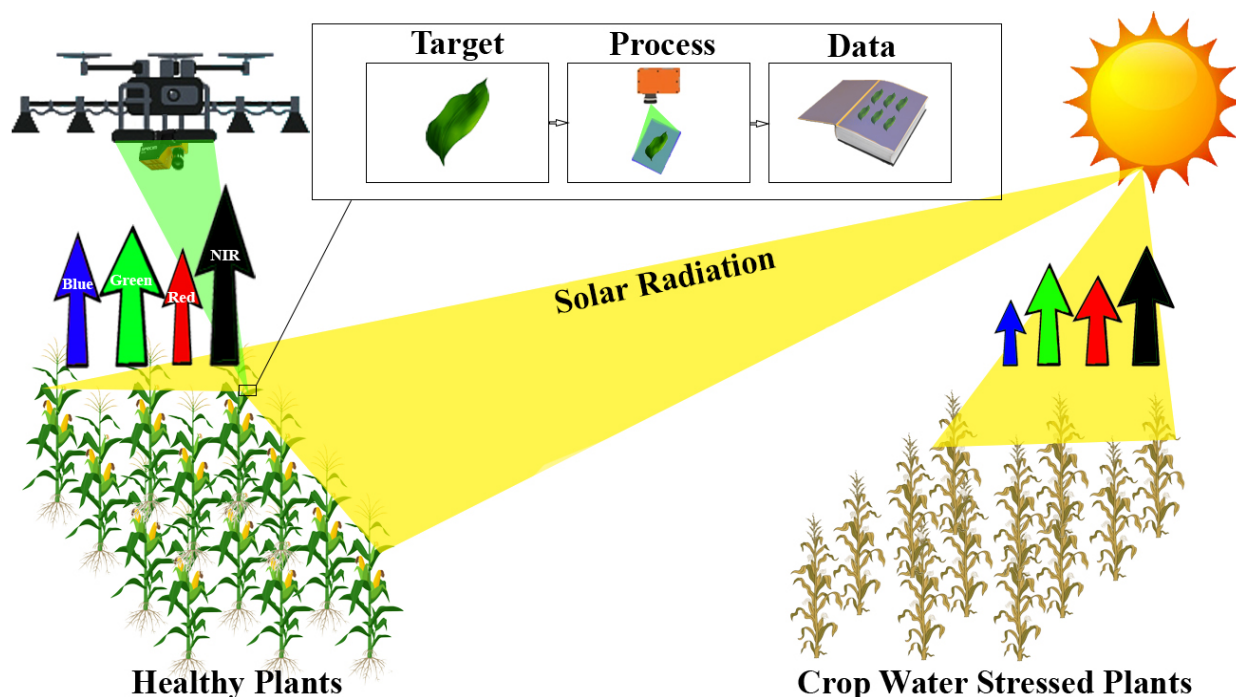 Target
Process
Data
Blue
Green
Red
NIR
Solar Radiation
Healthy Plants
Crop Water Stressed Plants